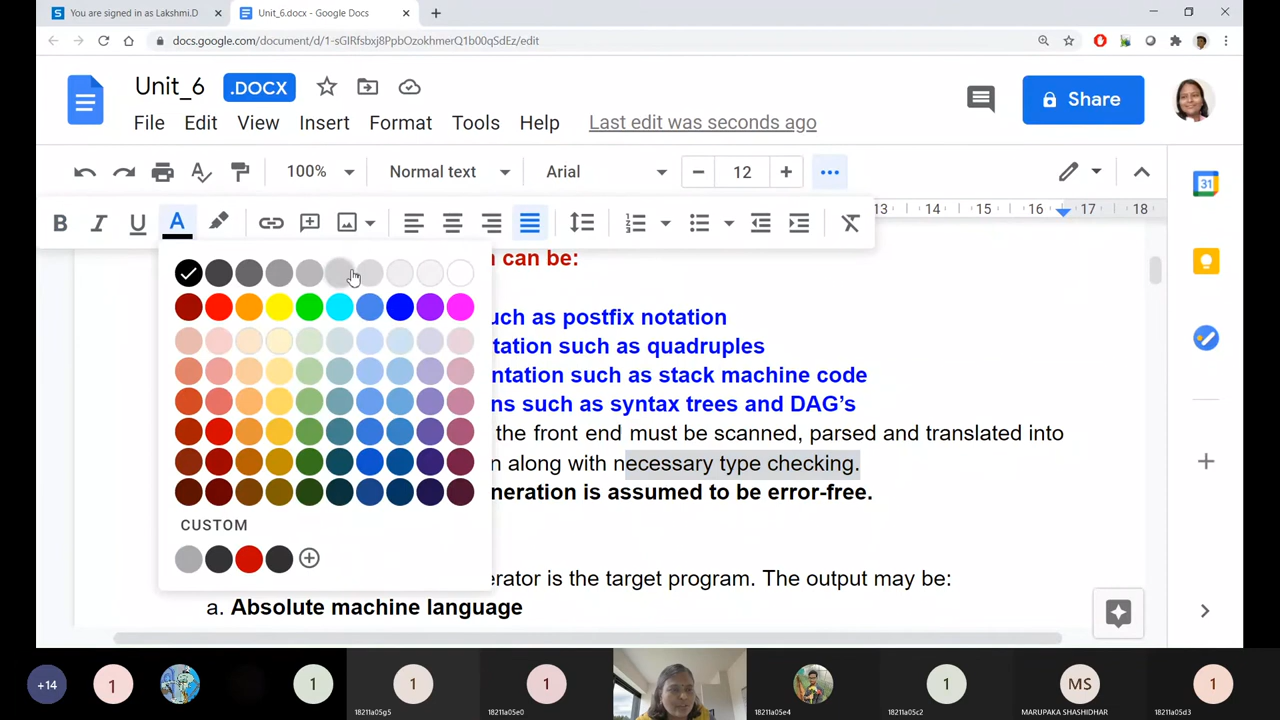 S You are signed in as Lakshmi.D
Unit_6.docx - Google Docs
docs.google.com/document/d/1-sGlRfsbxj8PpbOzokhmerQ1b00qSdEz/edit
Unit_6 .DOCX
Share
File Edit View Insert Format Tools Help Last edit was seconds ago
100% Normal text Arial 12
B I U A
13 14 15 16 17 18
31
n can be:
uch as postfix notation
tation such as quadruples
ntation such as stack machine code
ns such as syntax trees and DAG's
the front end must be scanned, parsed and translated into
n along with necessary type checking.
neration is assumed to be error-free.
CUSTOM
erator is the target program. The output may be:
a. Absolute machine language
+14 1 1 1 1 1 MS 1
18211a05g5 18211a05e0 18211a05e4 18211a05c2 MARUPAKA SHASHIDHAR 18211a05d3